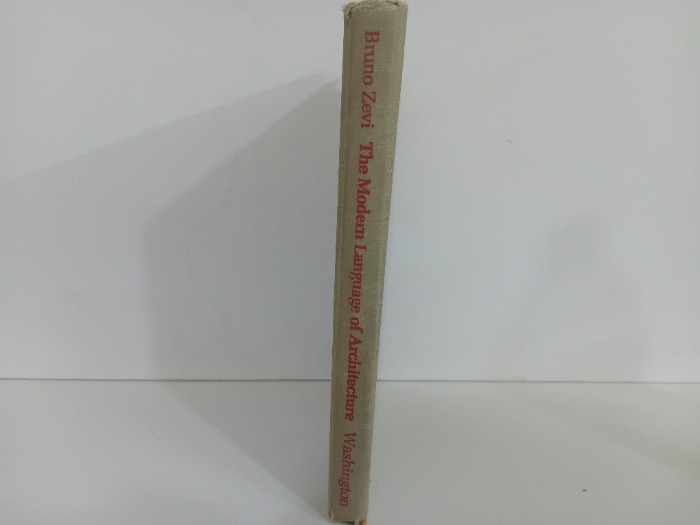 Bruno Zevi The Modern Language of Architecture Washington